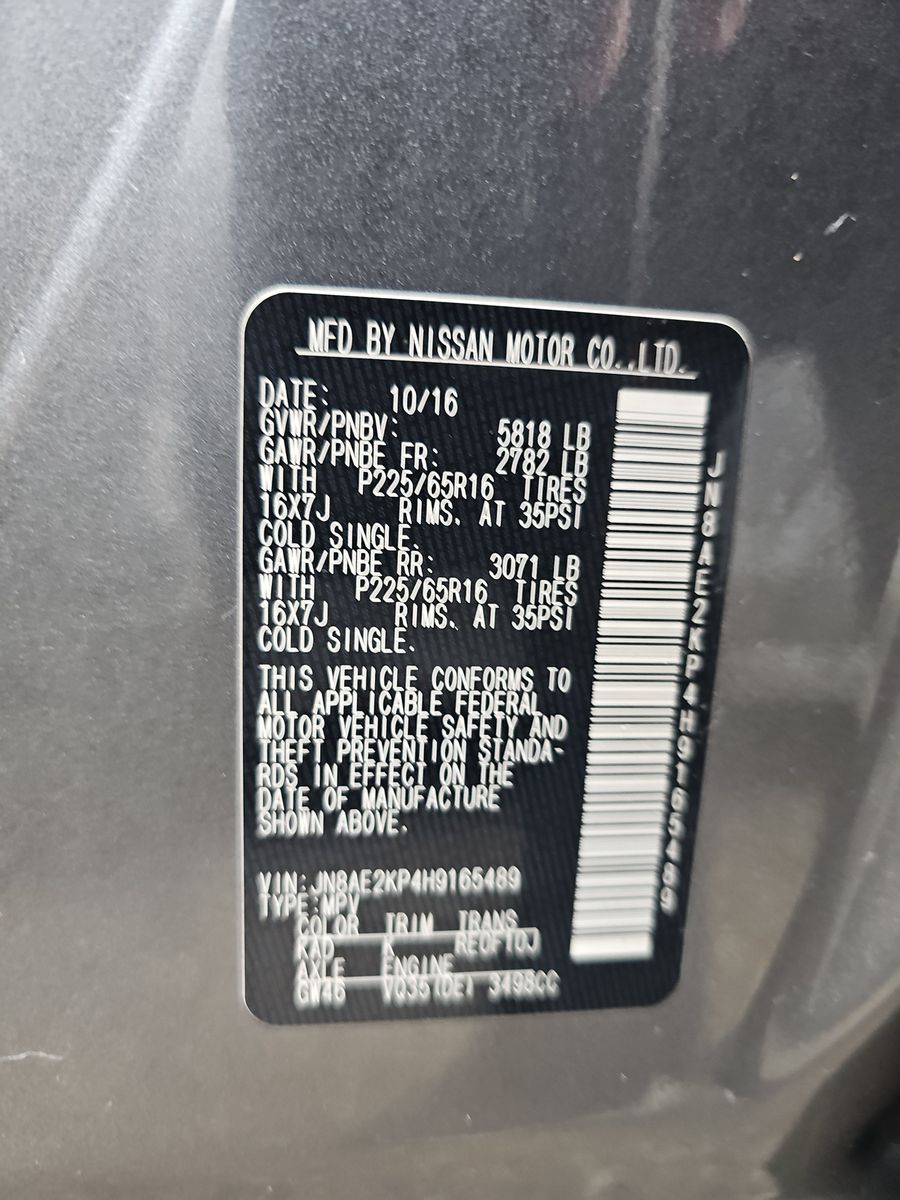 MFD BY NISSAN MOTOR CO.,LTD.
DATE: 10/16
GVWR/PNBV: 5818 LB
GAWR/PNBE FR: 2782 LB
WITH P225/65R16 TIRES
16X7J RIMS, AT 35PSI
COLD SINGLE.
GAWR/PNBE RR: 3071 LB
WITH P225/65R16 TIRES
16X7J RIMS, AT 35PSI
COLD SINGLE.
THIS VEHICLE CONFORMS TO
ALL APPLICABLE FEDERAL
MOTOR VEHICLE SAFETY AND
THEFT PREVENTION STANDA-
RDS IN EFFECT ON THE
DATE OF MANUFACTURE
SHOWN ABOVE.
VIN:JN8AE2KP4H9165489
TYPE:MPV
COLOR TRIM TRANS
KAD K RE0F10J
AXLE ENGINE
GW46 VQ35(DE) 3498CC
JN8AE2KP4H9165489